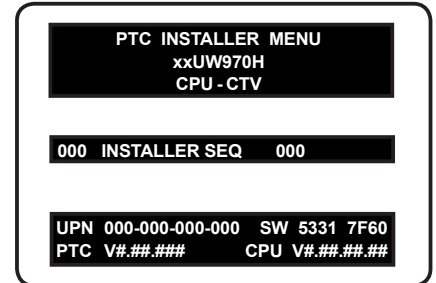 PTC INSTALLER MENU
xxUW970H
CPU - CTV
000 INSTALLER SEQ 000
UPN 000-000-000-000 SW 5331 7F60
PTC V#.##.### CPU V#.##.##.##